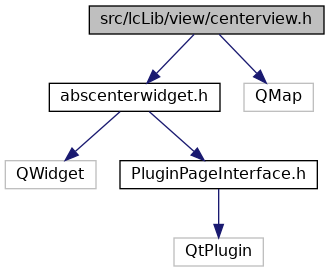 src/lcLib/view/centerview.h
abscenterwidget.h
QMap
QWidget
PluginPageInterface.h
QtPlugin